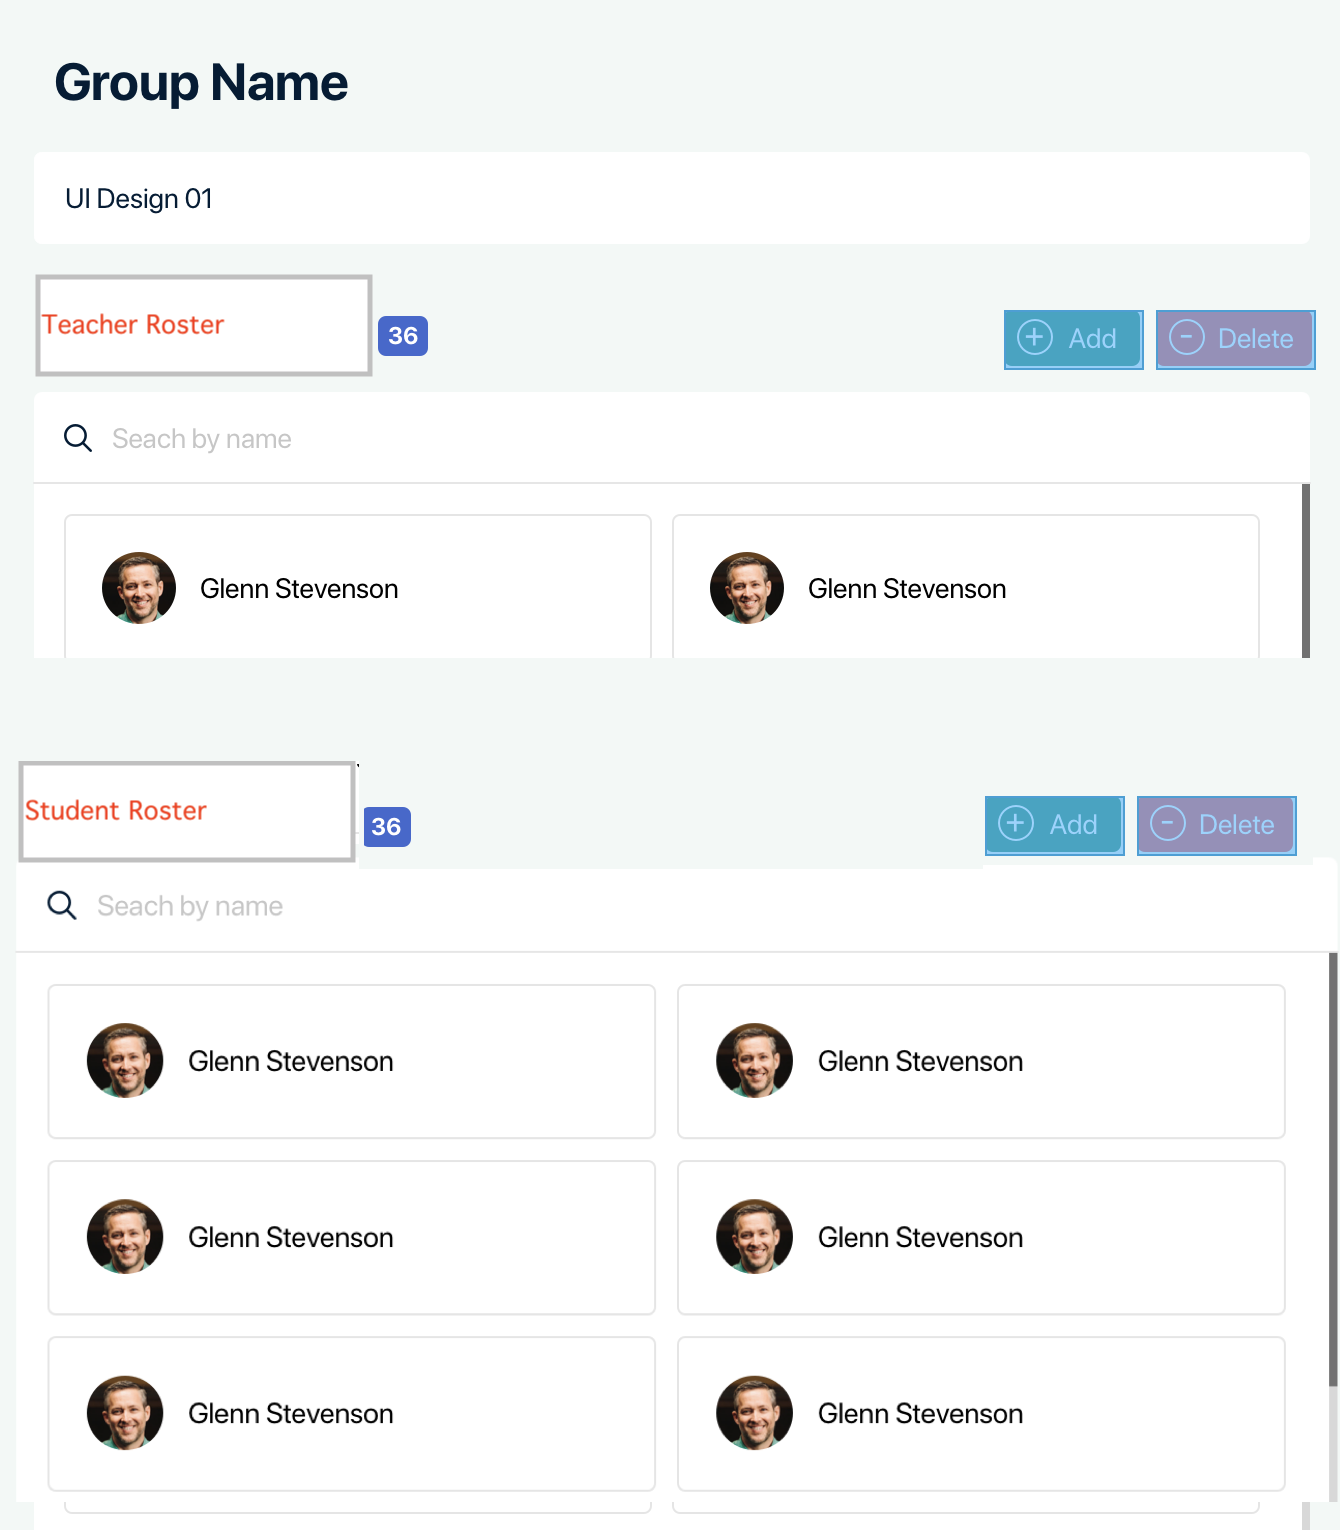 Group Name
UI Design 01
Teacher Roster
36
Add
Delete
Seach by name
Glenn Stevenson
Glenn Stevenson
Student Roster
36
Add
Delete
Seach by name
Glenn Stevenson
Glenn Stevenson
Glenn Stevenson
Glenn Stevenson
Glenn Stevenson
Glenn Stevenson